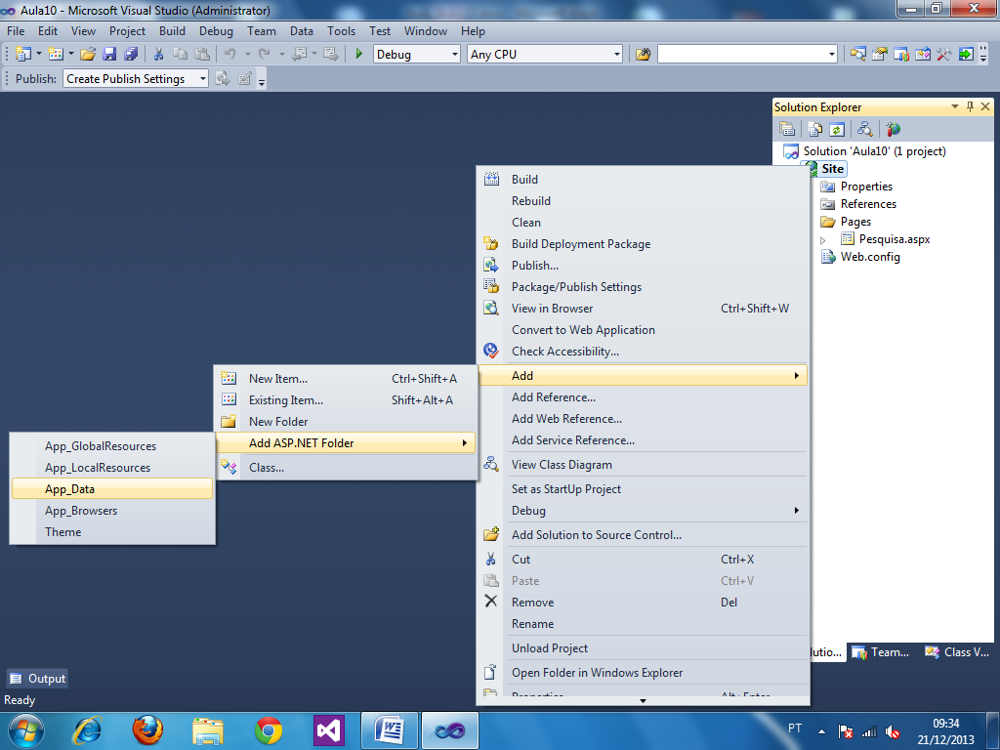 Aula10 - Microsoft Visual Studio (Administrator)
File Edit View Project Build Debug Team Data Tools Test Window Help
Debug Any CPU
Publish: Create Publish Settings
Solution Explorer
Solution 'Aula10' (1 project)
Site
Properties
References
Pages
Pesquisa.aspx
Web.config
Build
Rebuild
Clean
Build Deployment Package
Publish...
Package/Publish Settings
View in Browser Ctrl+Shift+W
Convert to Web Application
Check Accessibility...
Add
Add Reference...
Add Web Reference...
Add Service Reference...
View Class Diagram
Set as StartUp Project
Debug
Add Solution to Source Control...
Cut Ctrl+X
Paste Ctrl+V
Remove Del
Rename
Unload Project
Open Folder in Windows Explorer
Properties Alt+Enter
New Item... Ctrl+Shift+A
Existing Item... Shift+Alt+A
New Folder
Add ASP.NET Folder
Class...
App_GlobalResources
App_LocalResources
App_Data
App_Browsers
Theme
lutio... Team... Class V...
Output
Ready
PT
09:34
21/12/2013